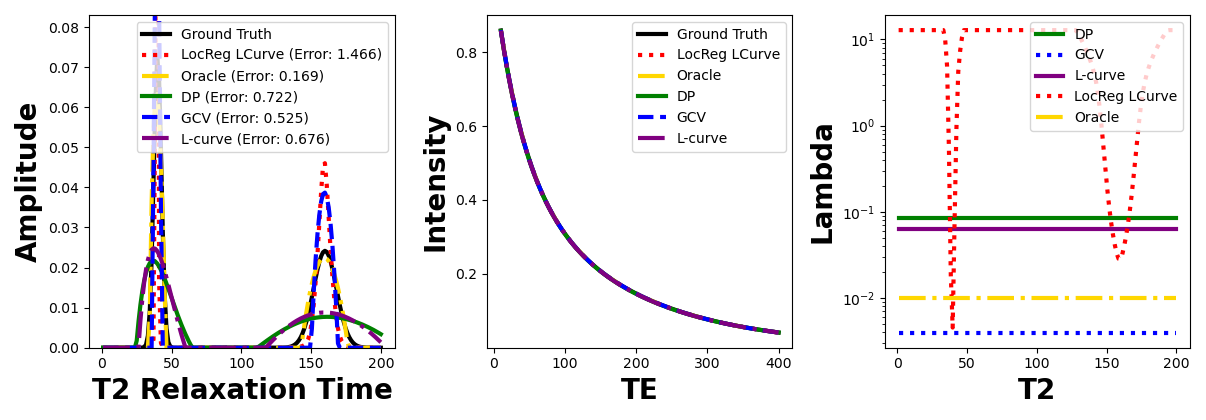 0.08
0.07
0.06
0.05
0.04
0.03
0.02
0.01
0.00
Amplitude
Ground Truth
LocReg LCurve (Error: 1.466)
Oracle (Error: 0.169)
DP (Error: 0.722)
GCV (Error: 0.525)
L-curve (Error: 0.676)
0 50 100 150 200
T2 Relaxation Time
0.8
0.6
0.4
0.2
Intensity
Ground Truth
LocReg LCurve
Oracle
DP
GCV
L-curve
0 100 200 300 400
TE
10¹
10⁰
10⁻¹
10⁻²
Lambda
DP
GCV
L-curve
LocReg LCurve
Oracle
0 50 100 150 200
T2